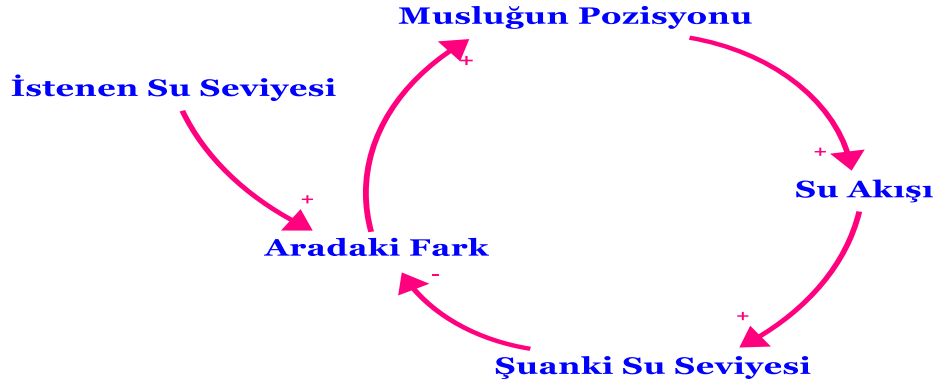 Musluğun Pozisyonu
+
İstenen Su Seviyesi
+
Su Akışı
+
Aradaki Fark
-
+
Şuanki Su Seviyesi